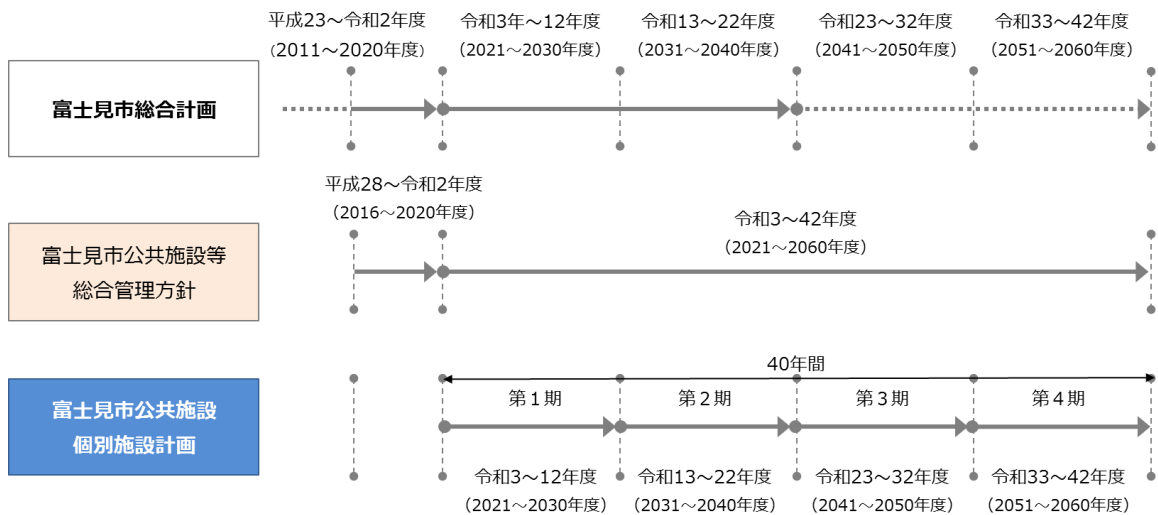 平成23～令和2年度
(2011～2020年度)
令和3年～12年度
(2021～2030年度)
令和13～22年度
(2031～2040年度)
令和23～32年度
(2041～2050年度)
令和33～42年度
(2051～2060年度)
富士見市総合計画
平成28～令和2年度
(2016～2020年度)
令和3～42年度
(2021～2060年度)
富士見市公共施設等
総合管理方針
40年間
富士見市公共施設
個別施設計画
第１期
第２期
第３期
第４期
令和3～12年度
(2021～2030年度)
令和13～22年度
(2031～2040年度)
令和23～32年度
(2041～2050年度)
令和33～42年度
(2051～2060年度)